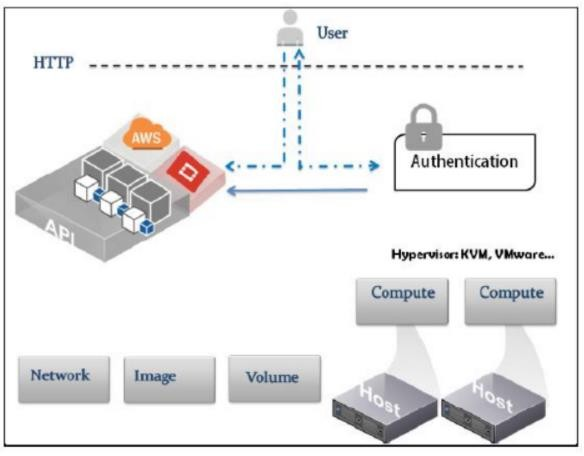 User
HTTP
AWS
Authentication
API
Hypervisor: KVM, VMware...
Compute
Compute
Network
Image
Volume
Host
Host